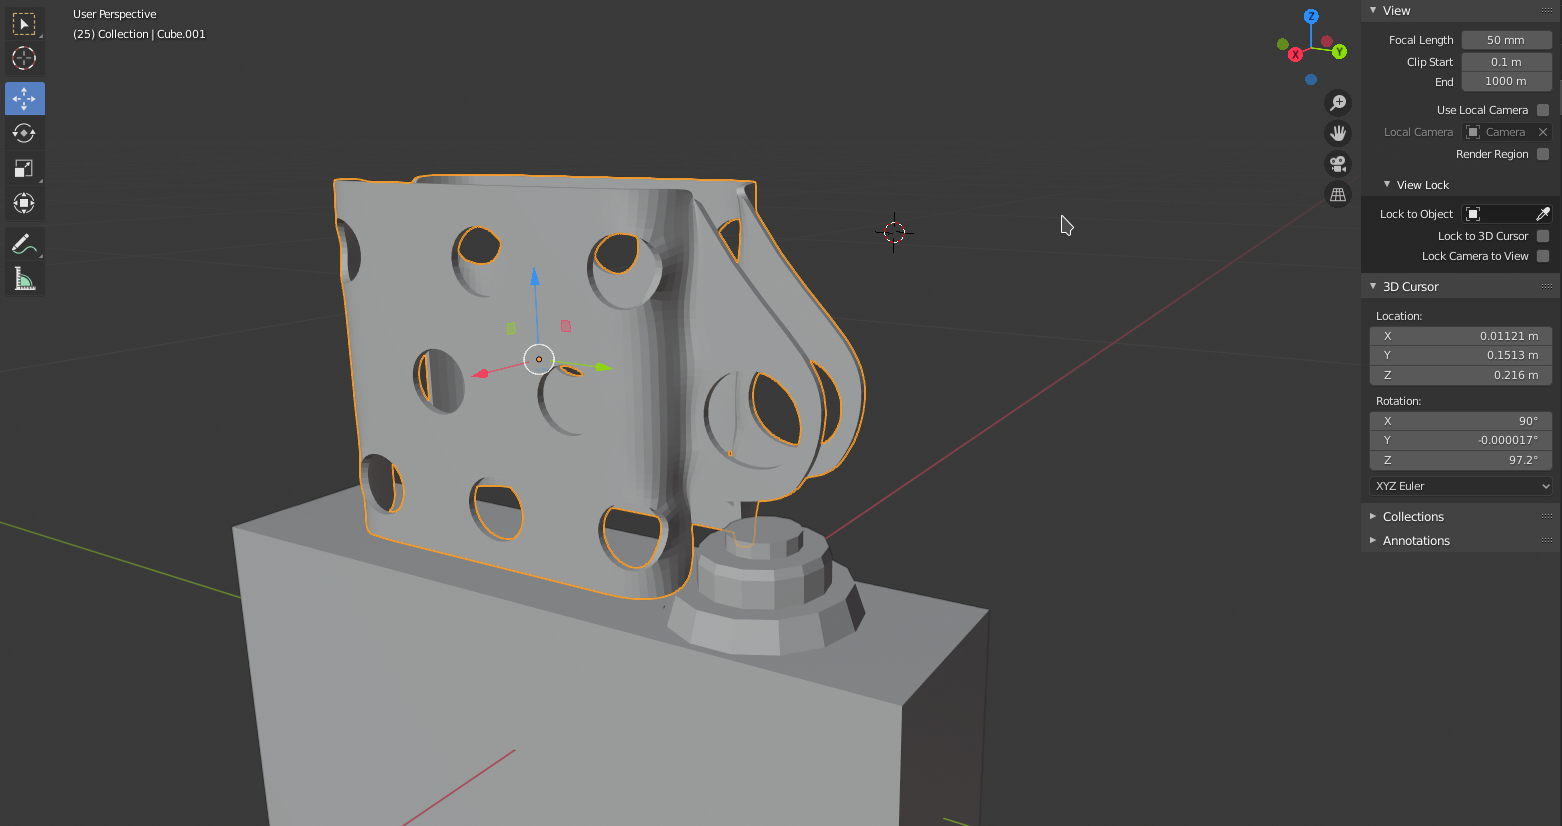 User Perspective
(25) Collection | Cube.001
Z
Y
X
View
Focal Length 50 mm
Clip Start 0.1 m
End 1000 m
Use Local Camera
Local Camera Camera
Render Region
View Lock
Lock to Object
Lock to 3D Cursor
Lock Camera to View
3D Cursor
Location:
X 0.01121 m
Y 0.1513 m
Z 0.216 m
Rotation:
X 90°
Y -0.000017°
Z 97.2°
XYZ Euler
Collections
Annotations